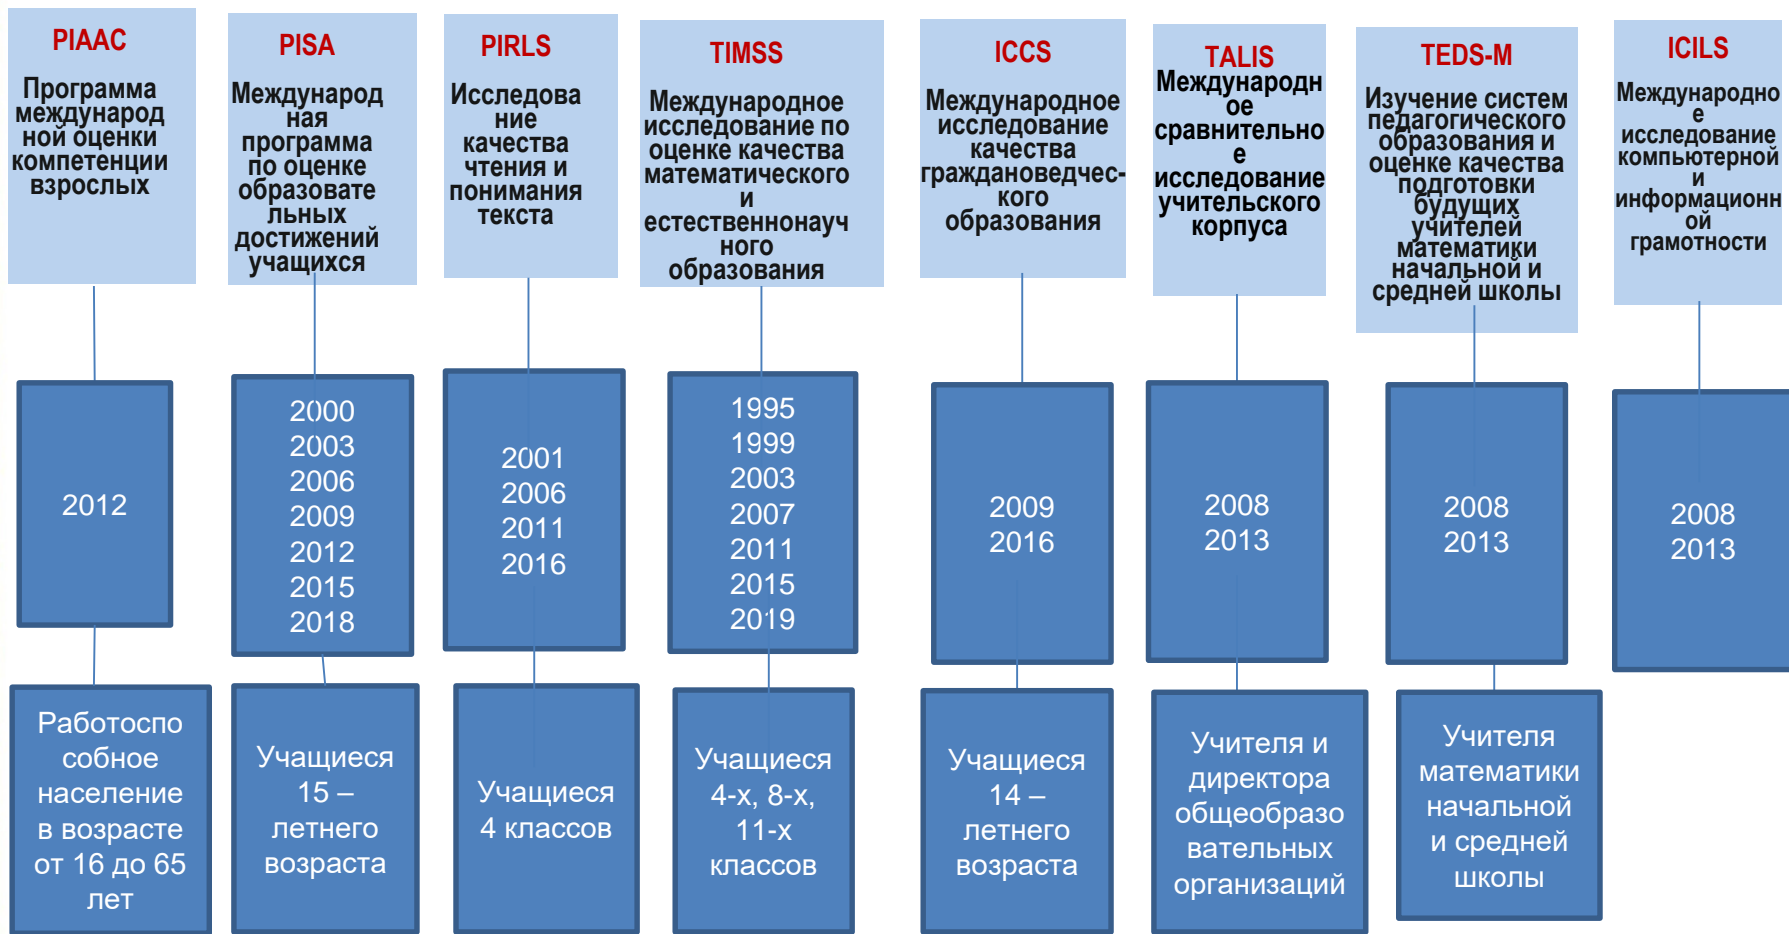 PIAAC
Программа
международ
ной оценки
компетенции
взрослых
2012
Работоспо
собное
население
в возрасте
от 16 до 65
лет
PISA
Международ
ная
программа
по оценке
образовате
льных
достижений
учащихся
2000
2003
2006
2009
2012
2015
2018
Учащиеся
15 –
летнего
возраста
PIRLS
Исследова
ние
качества
чтения и
понимания
текста
2001
2006
2011
2016
Учащиеся
4 классов
TIMSS
Международное
исследование по
оценке качества
математического
и
естественнонауч
ного
образования
1995
1999
2003
2007
2011
2015
2019
Учащиеся
4-х, 8-х,
11-х
классов
ICCS
Международное
исследование
качества
граждановедчес-
кого
образования
2009
2016
Учащиеся
14 –
летнего
возраста
TALIS
Международн
ое
сравнительно
е
исследование
учительского
корпуса
2008
2013
Учителя и
директора
общеобразо
вательных
организаций
TEDS-M
Изучение систем
педагогического
образования и
оценке качества
подготовки
будущих
учителей
математики
начальной и
средней школы
2008
2013
Учителя
математики
начальной
и средней
школы
ICILS
Международно
е
исследование
компьютерной
и
информационн
ой
грамотности
2008
2013